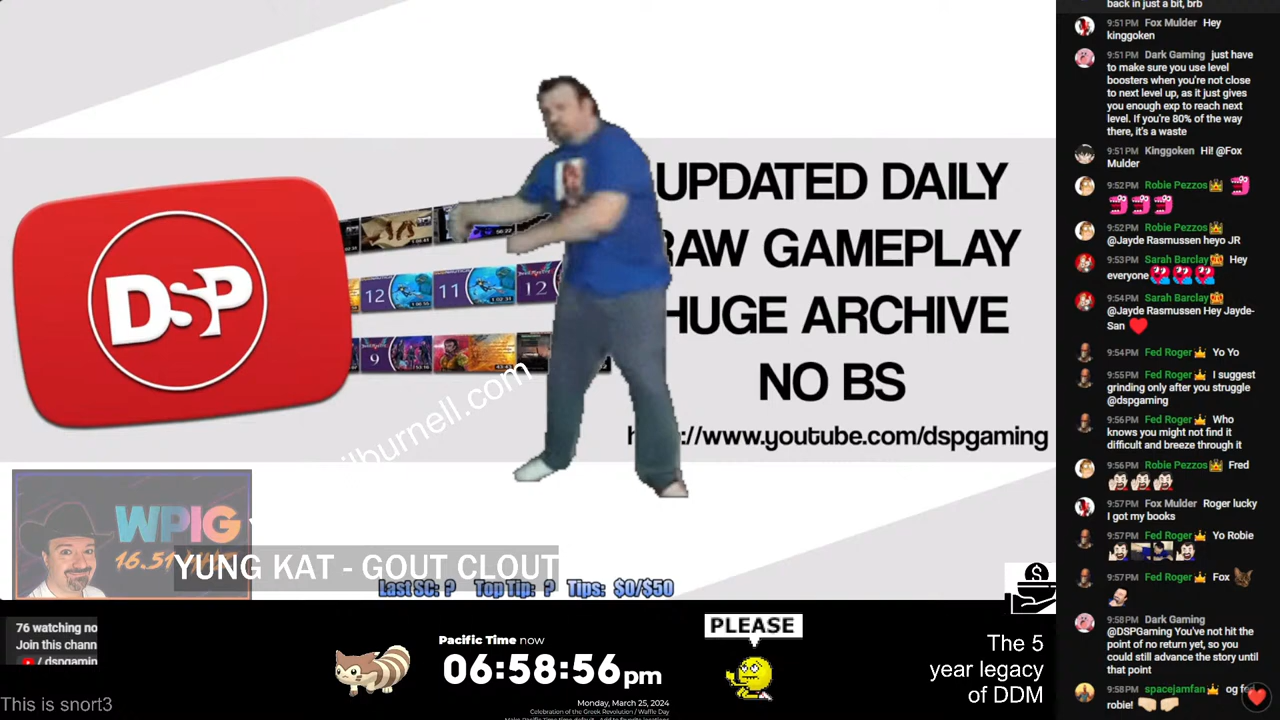 DSP
UPDATED DAILY
RAW GAMEPLAY
HUGE ARCHIVE
NO BS
://www.youtube.com/dspgaming
ilburnell.com
12
11
12
9
WPIG
YUNG KAT - GOUT CLOUT
Last SC: ? Top Tip: ? Tips: $0/$50
76 watching no
Join this chann
/ dspgamin
This is snort3
Pacific Time now
06:58:56pm
Monday, March 25, 2024
Celebration of the Greek Revolution / Waffle Day
PLEASE
The 5
year legacy
of DDM
back in just a bit, brb
9:51PM Fox Mulder Hey
kinggoken
9:51PM Dark Gaming just have
to make sure you use level
boosters when you're not close
to next level up, as it just gives
you enough exp to reach next
level. If you're 80% of the way
there, it's a waste
9:51PM Kinggoken Hi! @Fox
Mulder
9:52PM Robie Pezzos
9:52PM Robie Pezzos
@Jayde Rasmussen heyo JR
9:53PM Sarah Barclay Hey
everyone
9:54PM Sarah Barclay
@Jayde Rasmussen Hey Jayde-
San
9:54PM Fed Roger Yo Yo
9:55PM Fed Roger I suggest
grinding only after you struggle
@dspgaming
9:56PM Fed Roger Who
knows you might not find it
difficult and breeze through it
9:56PM Robie Pezzos Fred
9:57PM Fox Mulder Roger lucky
I got my books
9:57PM Fed Roger Yo Robie
9:57PM Fed Roger Fox
9:58PM Dark Gaming
@DSPGaming You've not hit the
point of no return yet, so you
could still advance the story until
that point
9:58PM spacejamfan og
robie!